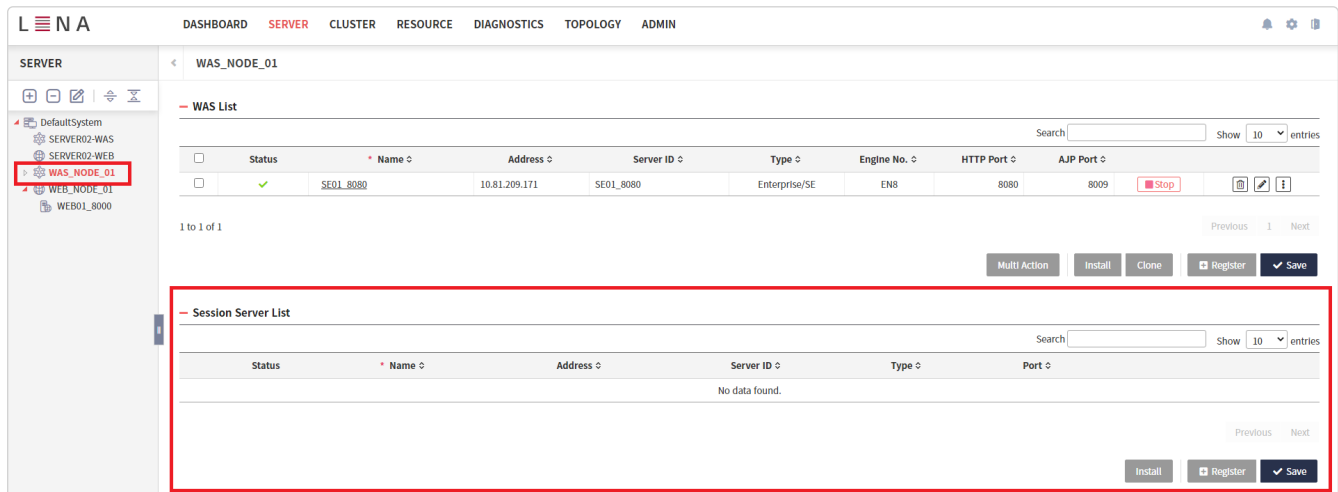 LENA
DASHBOARD SERVER CLUSTER RESOURCE DIAGNOSTICS TOPOLOGY ADMIN
SERVER
WAS_NODE_01
DefaultSystem
SERVER02-WAS
SERVER02-WEB
WAS_NODE_01
WEB_NODE_01
WEB01_8000
WAS List
Search Show 10 entries
Status * Name Address Server ID Type Engine No. HTTP Port AJP Port
SE01_8080 10.81.209.171 SE01_8080 Enterprise/SE EN8 8080 8009 Stop
1 to 1 of 1
Previous 1 Next
Multi Action Install Clone Register Save
Session Server List
Search Show 10 entries
Status * Name Address Server ID Type Port
No data found.
Previous Next
Install Register Save